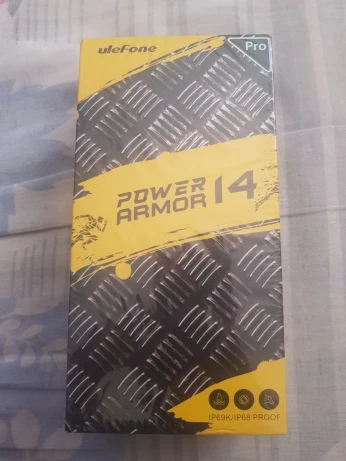 uleFone
Pro
POWER
ARMOR 14
IP69K/IP68 PROOF